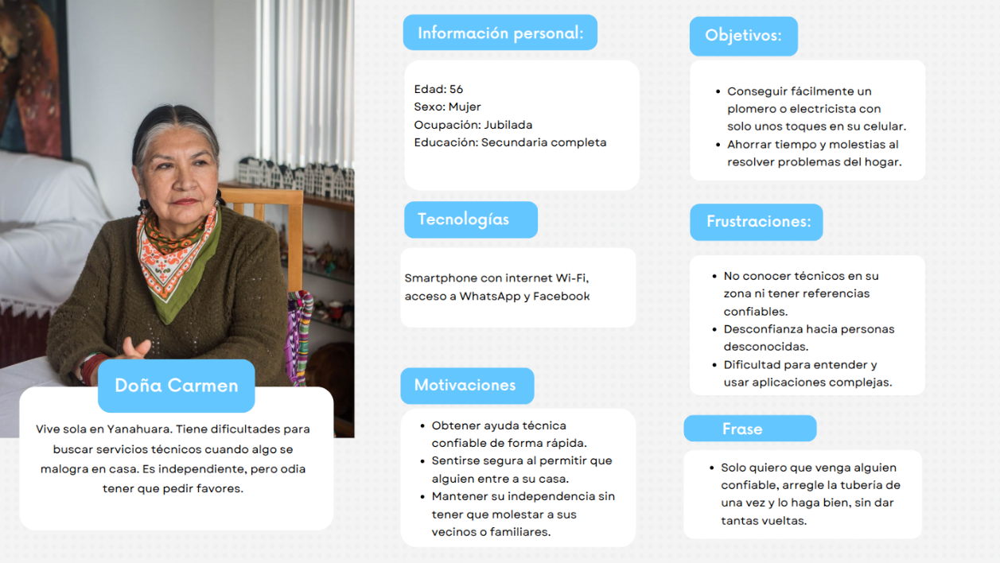 Doña Carmen
Vive sola en Yanahuara. Tiene dificultades para
buscar servicios técnicos cuando algo se
malogra en casa. Es independiente, pero odia
tener que pedir favores.
Información personal:
Edad: 56
Sexo: Mujer
Ocupación: Jubilada
Educación: Secundaria completa
Tecnologías
Smartphone con internet Wi-Fi,
acceso a WhatsApp y Facebook
Motivaciones
• Obtener ayuda técnica
confiable de forma rápida.
• Sentirse segura al permitir que
alguien entre a su casa.
• Mantener su independencia sin
tener que molestar a sus
vecinos o familiares.
Objetivos:
• Conseguir fácilmente un
plomero o electricista con
solo unos toques en su celular.
• Ahorrar tiempo y molestias al
resolver problemas del hogar.
Frustraciones:
• No conocer técnicos en su
zona ni tener referencias
confiables.
• Desconfianza hacia personas
desconocidas.
• Dificultad para entender y
usar aplicaciones complejas.
Frase
• Solo quiero que venga alguien
confiable, arregle la tubería de
una vez y lo haga bien, sin dar
tantas vueltas.